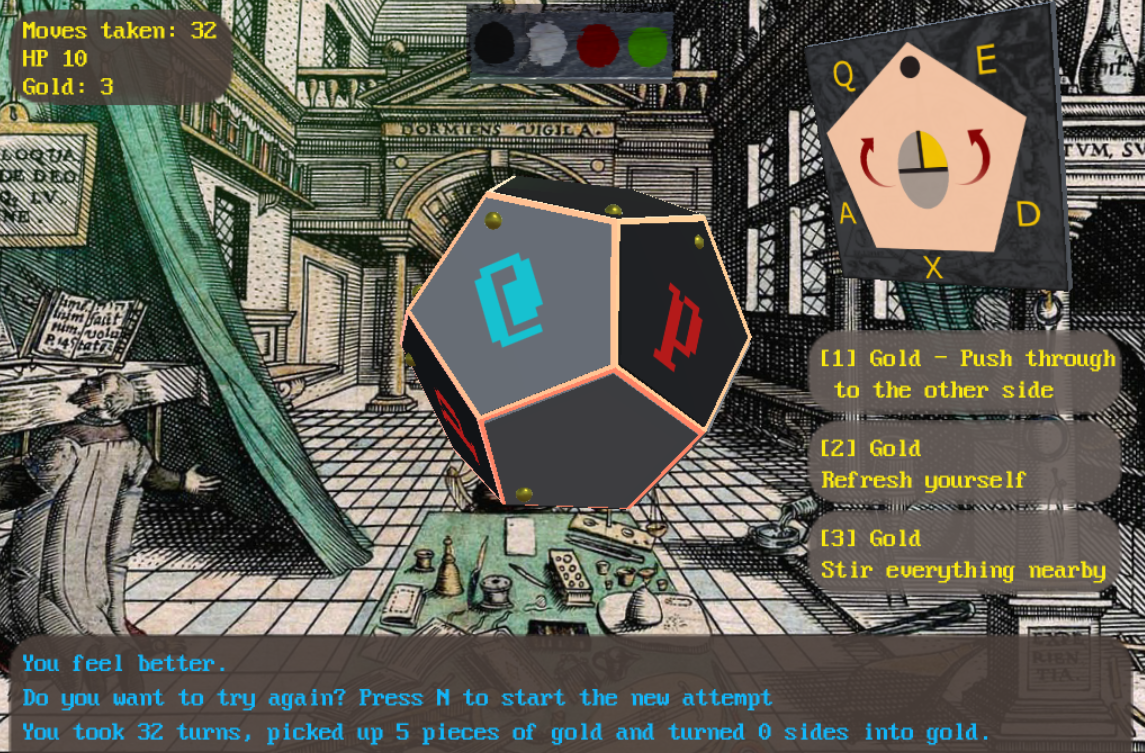 Moves taken: 32
HP 10
Gold: 3
Q
E
A
D
X
DORMIENS VIGILA.
TVM, SV
[1] Gold - Push through
to the other side
[2] Gold
Refresh yourself
[3] Gold
Stir everything nearby
You feel better.
Do you want to try again? Press N to start the new attempt
You took 32 turns, picked up 5 pieces of gold and turned 0 sides into gold.